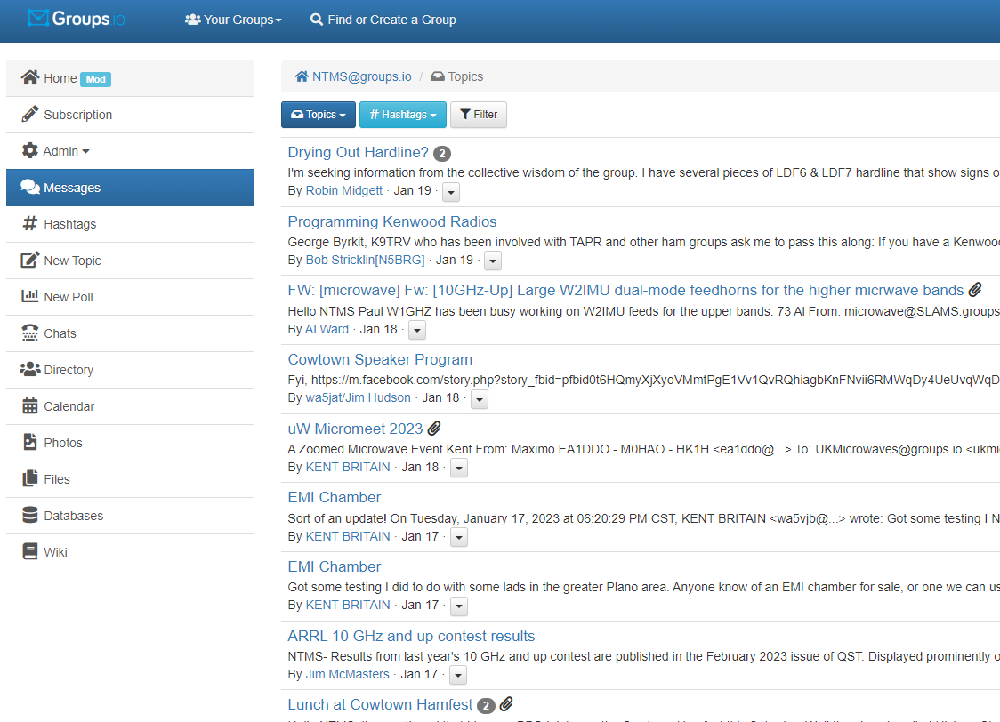 Groups.io
Your Groups
Find or Create a Group
Home Mod
Subscription
Admin
Messages
Hashtags
New Topic
New Poll
Chats
Directory
Calendar
Photos
Files
Databases
Wiki
NTMS@groups.io / Topics
Topics # Hashtags Filter
Drying Out Hardline? 2
I'm seeking information from the collective wisdom of the group. I have several pieces of LDF6 & LDF7 hardline that show signs o
By Robin Midgett · Jan 19 ·
Programming Kenwood Radios
George Byrkit, K9TRV who has been involved with TAPR and other ham groups ask me to pass this along: If you have a Kenwoo
By Bob Stricklin[N5BRG] · Jan 19 ·
FW: [microwave] Fw: [10GHz-Up] Large W2IMU dual-mode feedhorns for the higher micrwave bands
Hello NTMS Paul W1GHZ has been busy working on W2IMU feeds for the upper bands. 73 Al From: microwave@SLAMS.groups
By Al Ward · Jan 18 ·
Cowtown Speaker Program
Fyi, https://m.facebook.com/story.php?story_fbid=pfbid0t6HQmyXjXyoVMmtPgE1Vv1QvRQhiagbKnFNvii6RMWqDy4UeUvqWqD
By wa5jat/Jim Hudson · Jan 18 ·
uW Micromeet 2023
A Zoomed Microwave Event Kent From: Maximo EA1DDO - M0HAO - HK1H <ea1ddo@...> To: UKMicrowaves@groups.io <ukmi
By KENT BRITAIN · Jan 18 ·
EMI Chamber
Sort of an update! On Tuesday, January 17, 2023 at 06:20:29 PM CST, KENT BRITAIN <wa5vjb@...> wrote: Got some testing I N
By KENT BRITAIN · Jan 17 ·
EMI Chamber
Got some testing I did to do with some lads in the greater Plano area. Anyone know of an EMI chamber for sale, or one we can us
By KENT BRITAIN · Jan 17 ·
ARRL 10 GHz and up contest results
NTMS- Results from last year's 10 GHz and up contest are published in the February 2023 issue of QST. Displayed prominently o
By Jim McMasters · Jan 17 ·
Lunch at Cowtown Hamfest 2